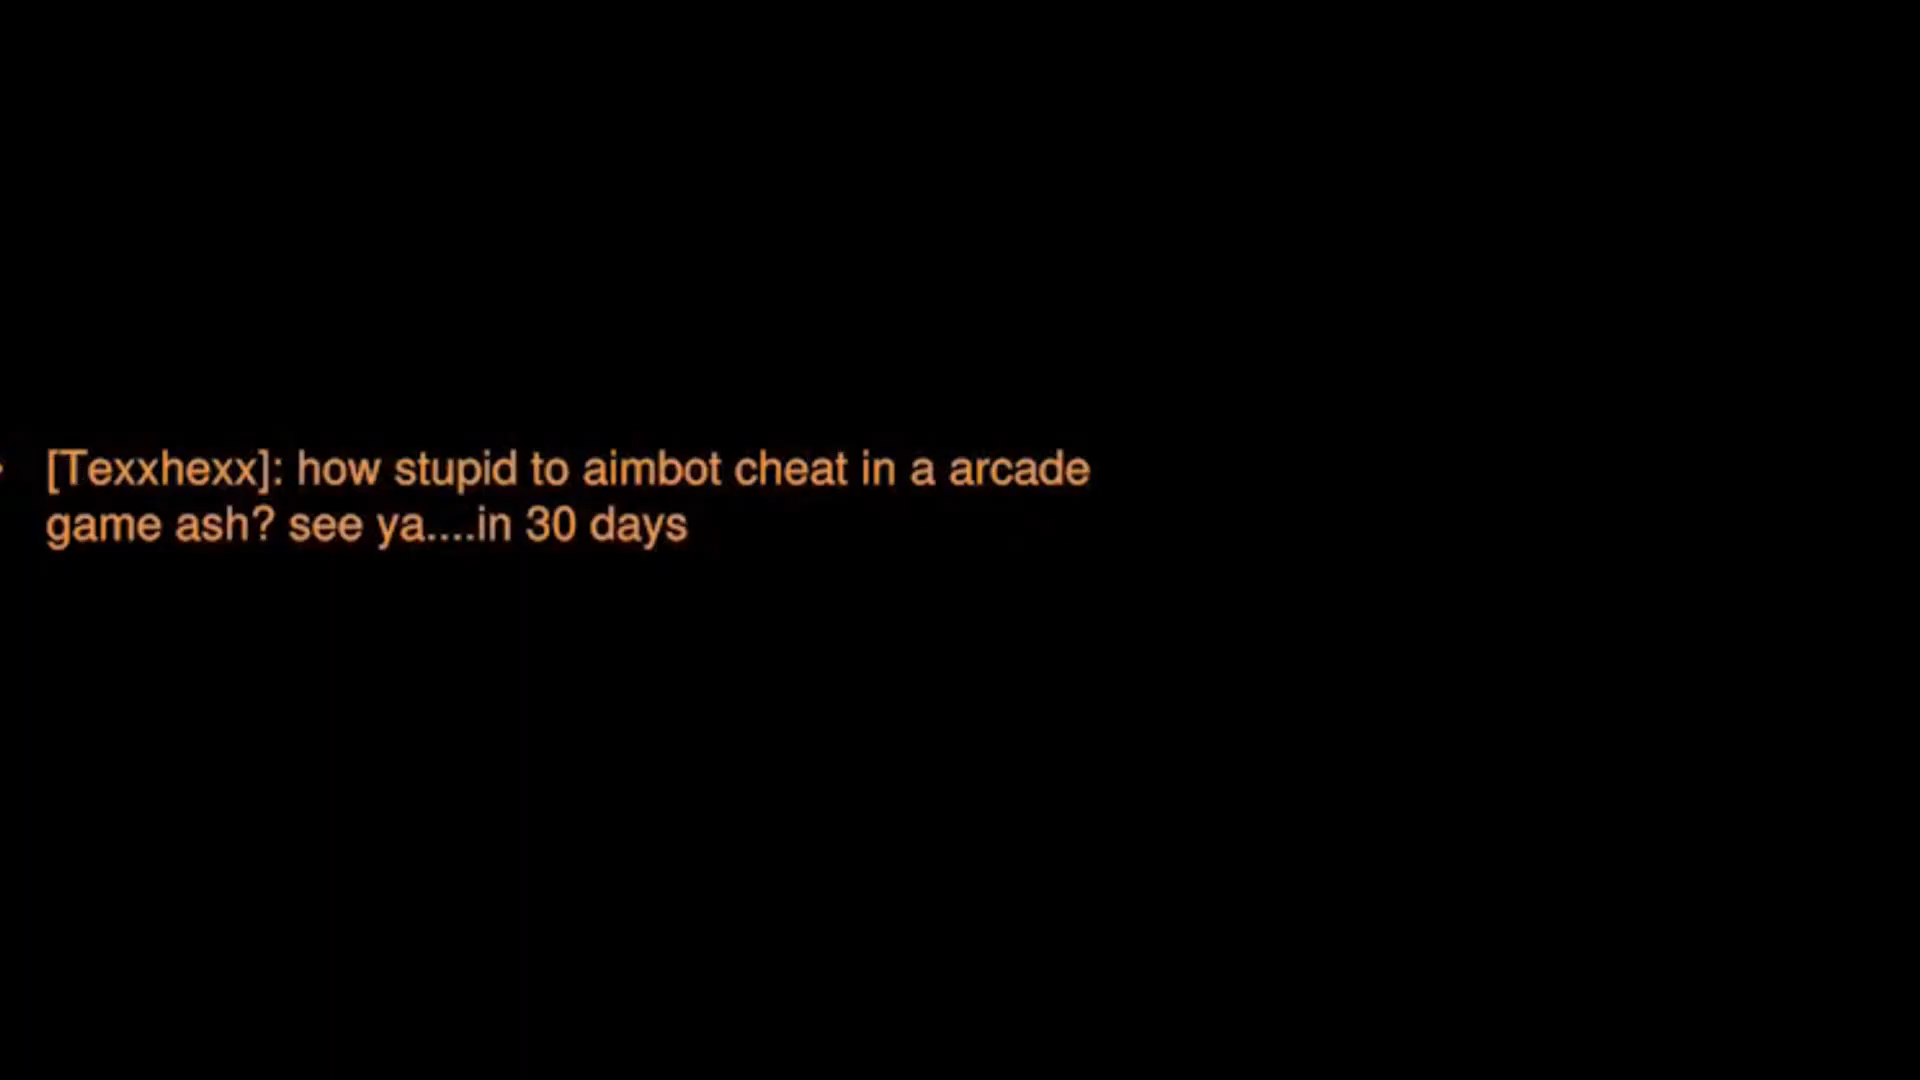 [Texxhexx]: how stupid to aimbot cheat in a arcade
game ash? see ya....in 30 days